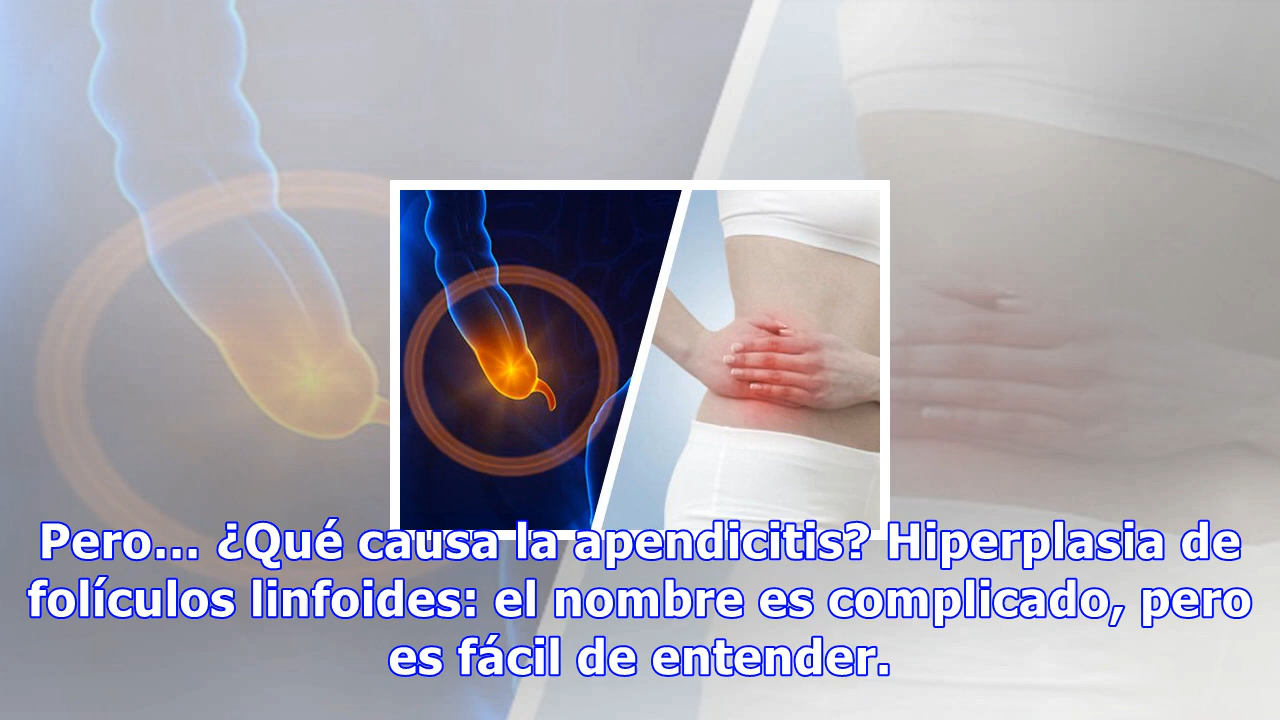 Pero... ¿Qué causa la apendicitis? Hiperplasia de
folículos linfoides: el nombre es complicado, pero
es fácil de entender.